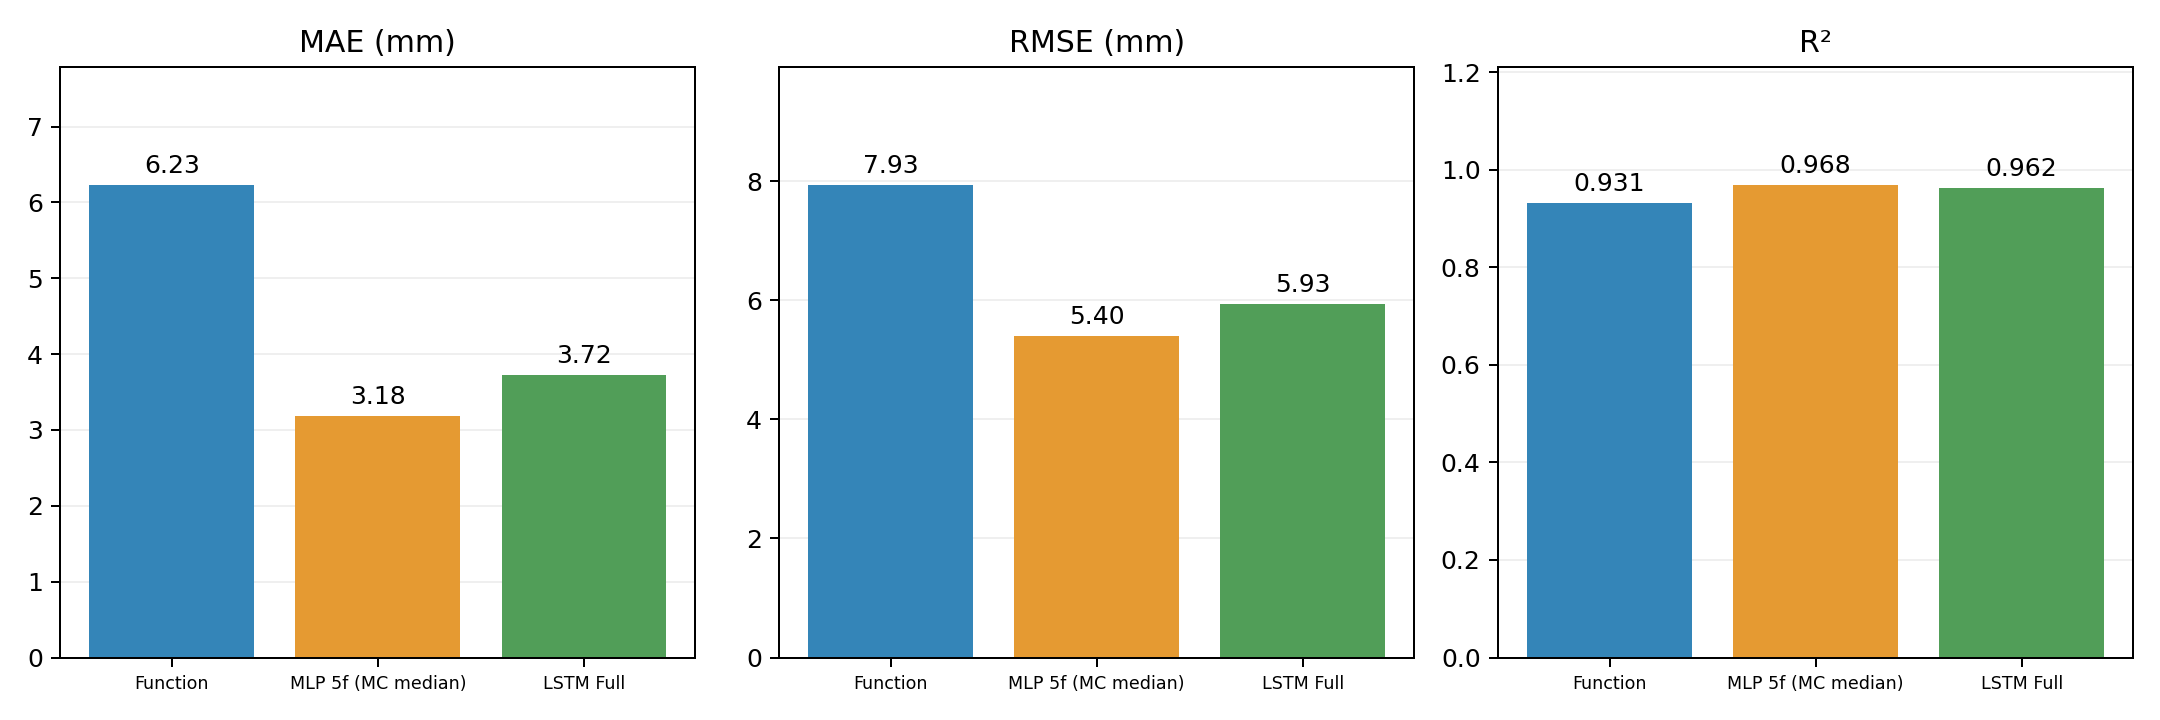 MAE (mm)
7
6
5
4
3
2
1
0
6.23
3.18
3.72
Function
MLP 5f (MC median)
LSTM Full
RMSE (mm)
8
6
4
2
0
7.93
5.40
5.93
Function
MLP 5f (MC median)
LSTM Full
R²
1.2
1.0
0.8
0.6
0.4
0.2
0.0
0.931
0.968
0.962
Function
MLP 5f (MC median)
LSTM Full